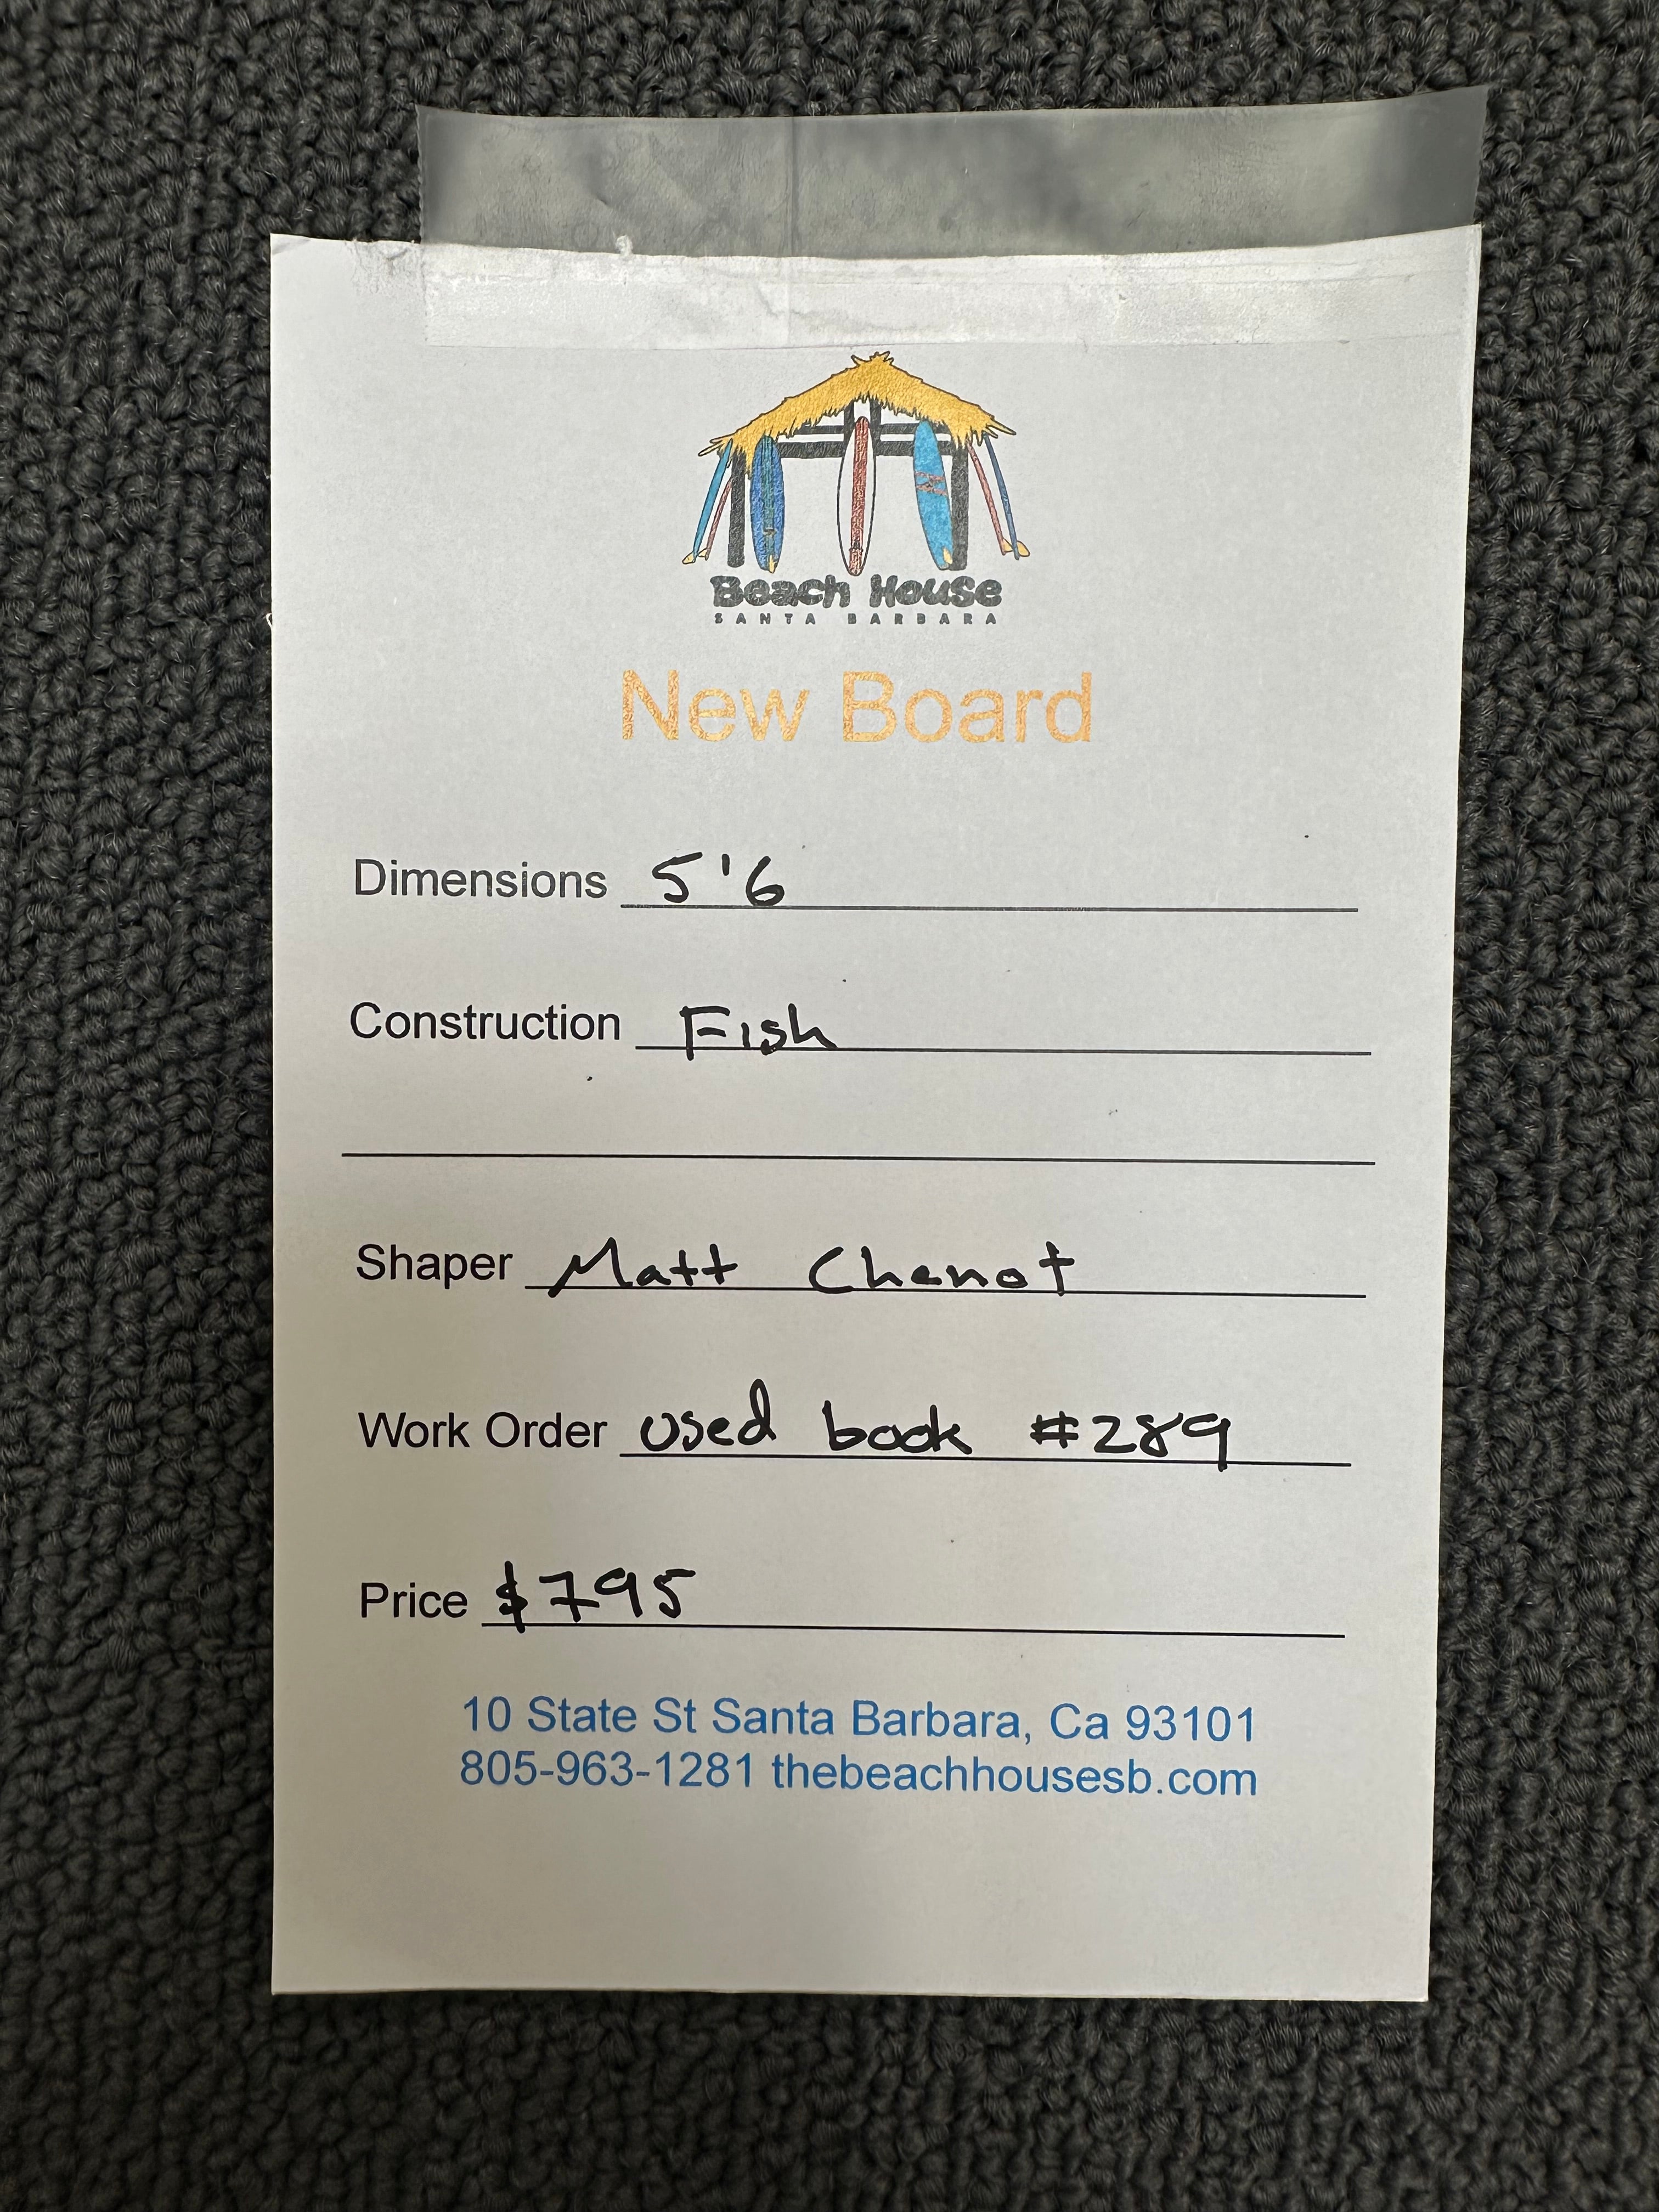 Beach House
SANTA BARBARA
New Board
Dimensions 5'6
Construction Fish
Shaper Matt Chenot
Work Order Used book #289
Price $795
10 State St Santa Barbara, Ca 93101
805-963-1281 thebeachhousesb.com